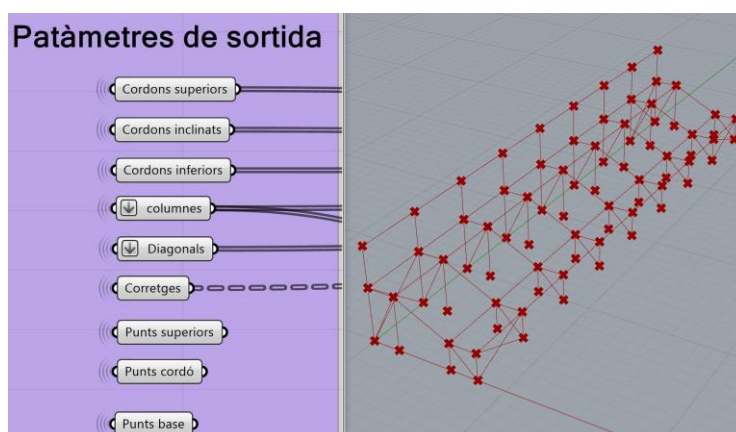 Patàmetres de sortida
Cordons superiors
Cordons inclinats
Cordons inferiors
columnes
Diagonals
Corretges
Punts superiors
Punts cordó
Punts base